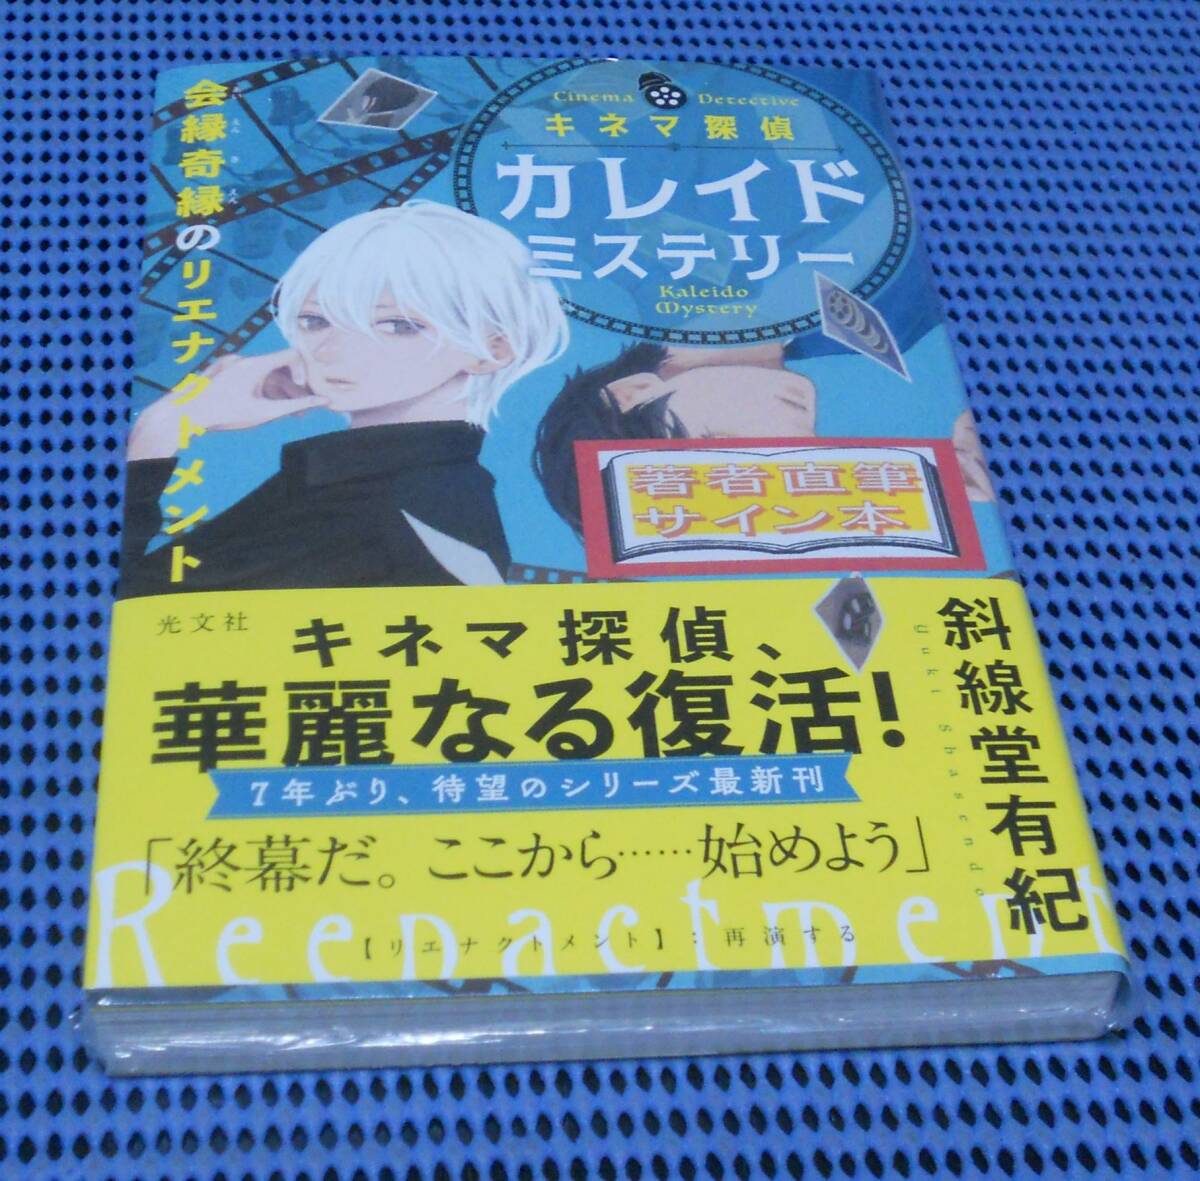 Cinema Detective
キネマ探偵
カレイド
ミステリー
Kaleido
Mystery
会縁奇縁のリエナクトメント
著者直筆
サイン本
光文社
キネマ探偵、
華麗なる復活!
7年ぶり、待望のシリーズ最新刊
「終幕だ。ここから……始めよう」
Reenactment
【リエナクトメント】:再演する
斜線堂有紀
Yuki Shasendo